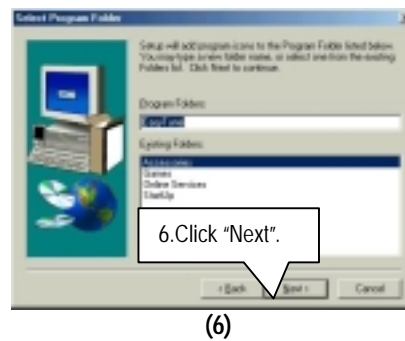 Select Program Folder
Setup will add program icons to the Program Folder listed below.
You may type a new folder name, or select one from the existing
Folders list. Click Next to continue.
Program Folders:
Existing Folders:
Accessories
Games
Online Services
StartUp
6.Click “Next”.
< Back
Next >
Cancel
(6)